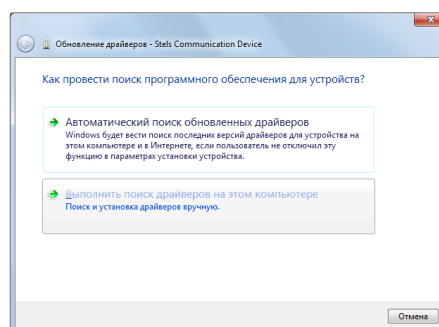 Обновление драйверов - Stels Communication Device
Как провести поиск программного обеспечения для устройств?
Автоматический поиск обновленных драйверов
Windows будет вести поиск последних версий драйверов для устройства на
этом компьютере и в Интернете, если пользователь не отключил эту
функцию в параметрах установки устройства.
Выполнить поиск драйверов на этом компьютере
Поиск и установка драйверов вручную.
Отмена